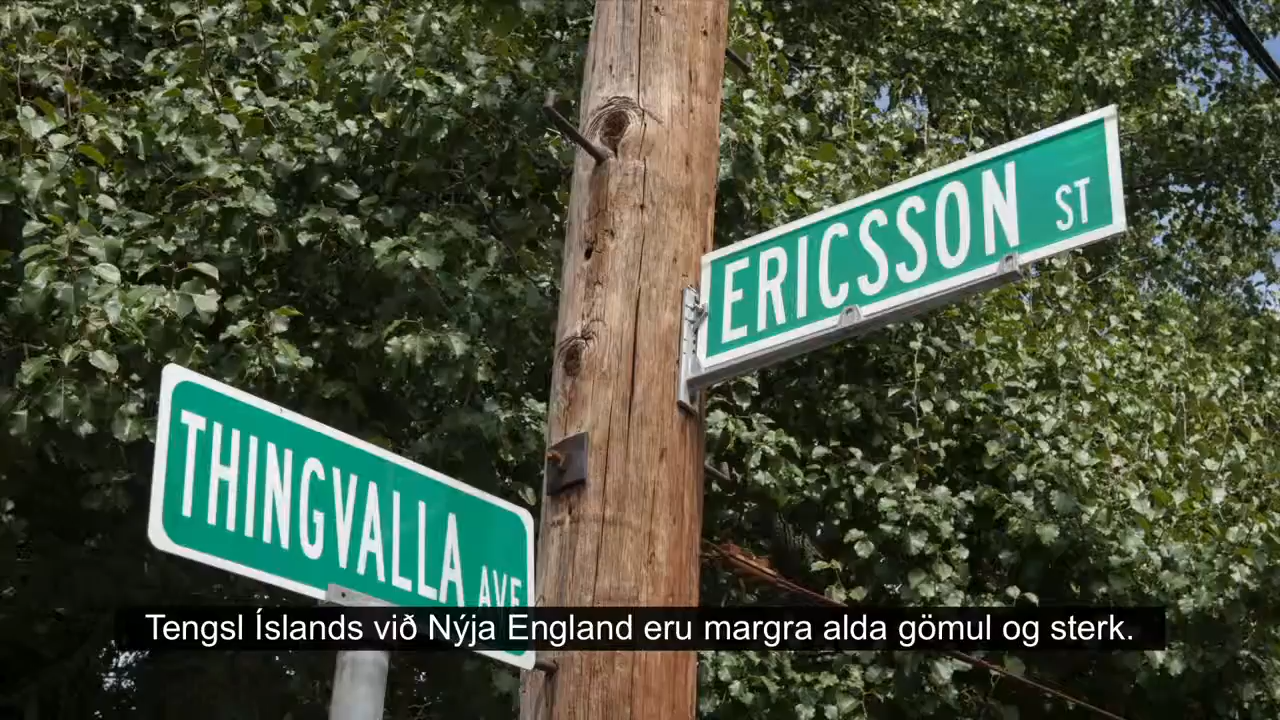 ERICSSON ST
THINGVALLA AVE
Tengsl Íslands við Nýja England eru margra alda gömul og sterk.